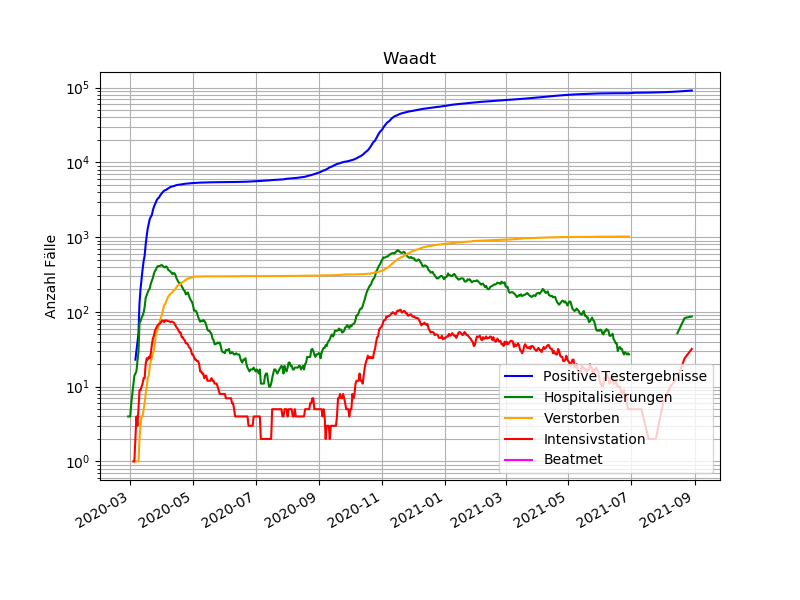 Waadt
Anzahl Fälle
10^5
10^4
10^3
10^2
10^1
10^0
Positive Testergebnisse
Hospitalisierungen
Verstorben
Intensivstation
Beatmet
2020-03
2020-05
2020-07
2020-09
2020-11
2021-01
2021-03
2021-05
2021-07
2021-09